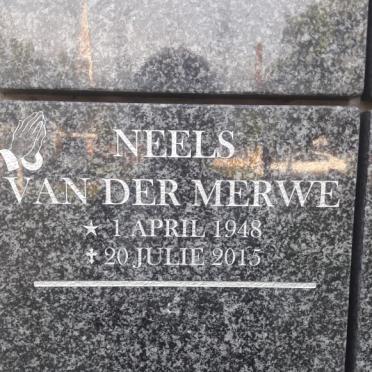 NEELS
VAN DER MERWE
★ 1 APRIL 1948
✝ 20 JULIE 2015